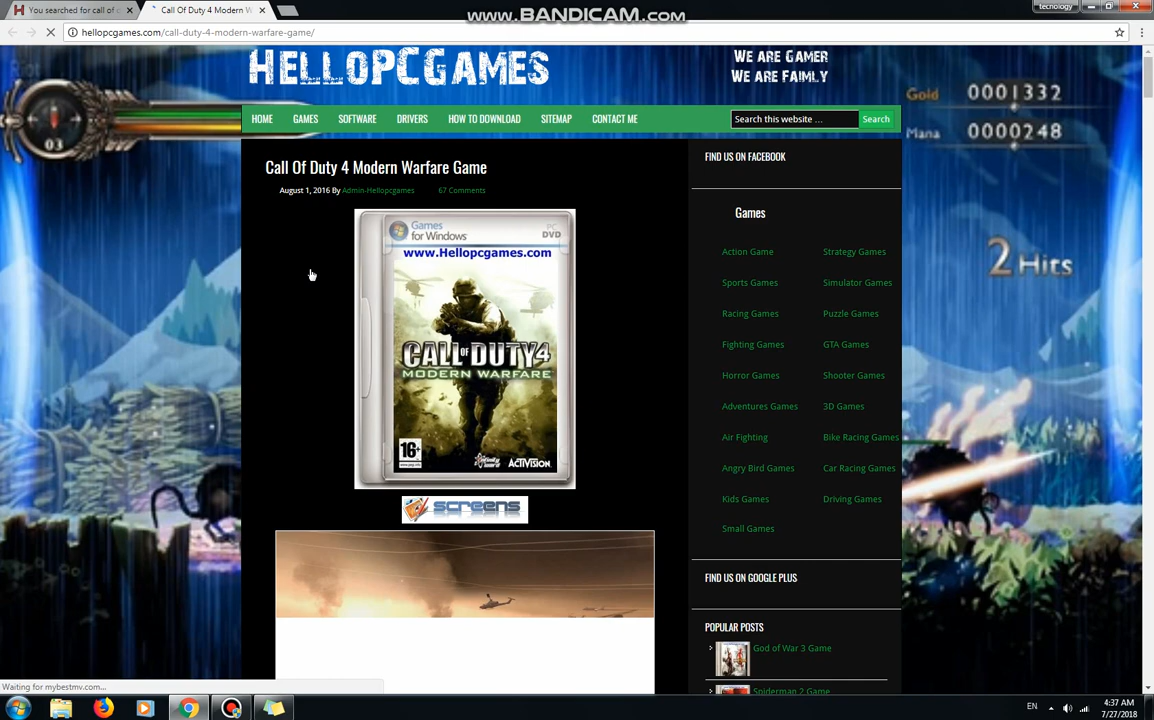 You searched for call of d
Call Of Duty 4 Modern W
www.BANDICAM.com
tecnology
hellopcgames.com/call-duty-4-modern-warfare-game/
HELLOPCGAMES
WE ARE GAMER
WE ARE FAIMLY
Gold 0001332
Mana 0000248
03
2 Hits
HOME GAMES SOFTWARE DRIVERS HOW TO DOWNLOAD SITEMAP CONTACT ME
Search this website ... Search
Call Of Duty 4 Modern Warfare Game
August 1, 2016 By Admin-Hellopcgames 67 Comments
Games for Windows
PC DVD
www.Hellopcgames.com
CALL OF DUTY 4
MODERN WARFARE
16+
ACTIVISION
SCREENS
FIND US ON FACEBOOK
Games
Action Game Strategy Games
Sports Games Simulator Games
Racing Games Puzzle Games
Fighting Games GTA Games
Horror Games Shooter Games
Adventures Games 3D Games
Air Fighting Bike Racing Games
Angry Bird Games Car Racing Games
Kids Games Driving Games
Small Games
FIND US ON GOOGLE PLUS
POPULAR POSTS
God of War 3 Game
Spiderman 2 Game
Waiting for mybestmv.com...
EN
4:37 AM
7/27/2018